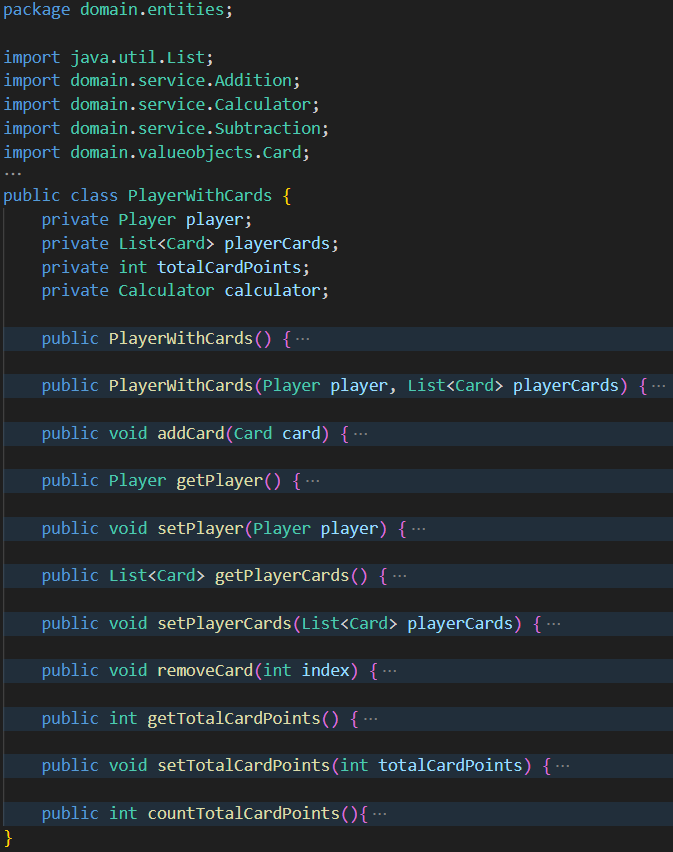 package domain.entities;
import java.util.List;
import domain.service.Addition;
import domain.service.Calculator;
import domain.service.Subtraction;
import domain.valueobjects.Card;
...
public class PlayerWithCards {
    private Player player;
    private List<Card> playerCards;
    private int totalCardPoints;
    private Calculator calculator;
    public PlayerWithCards() { ...
    public PlayerWithCards(Player player, List<Card> playerCards) { ...
    public void addCard(Card card) { ...
    public Player getPlayer() { ...
    public void setPlayer(Player player) { ...
    public List<Card> getPlayerCards() { ...
    public void setPlayerCards(List<Card> playerCards) { ...
    public void removeCard(int index) { ...
    public int getTotalCardPoints() { ...
    public void setTotalCardPoints(int totalCardPoints) { ...
    public int countTotalCardPoints(){ ...
}